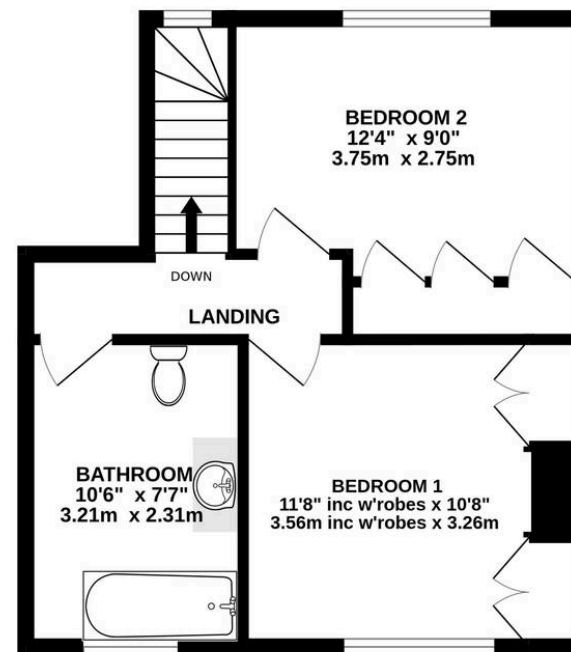 BEDROOM 2
12'4" x 9'0"
3.75m x 2.75m
DOWN
LANDING
BATHROOM
10'6" x 7'7"
3.21m x 2.31m
BEDROOM 1
11'8" inc w'robes x 10'8"
3.56m inc w'robes x 3.26m